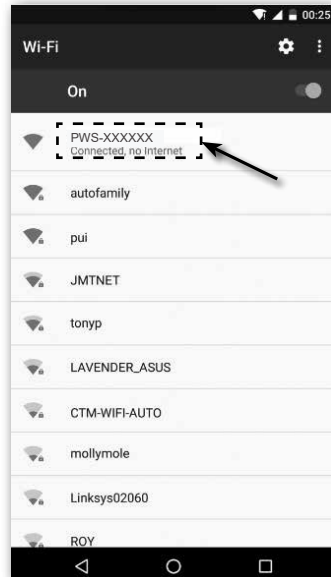 00:25
Wi-Fi
On
PWS-XXXXXX
Connected, no Internet
autofamily
pui
JMTNET
tonyp
LAVENDER_ASUS
CTM-WIFI-AUTO
mollymole
Linksys02060
ROY